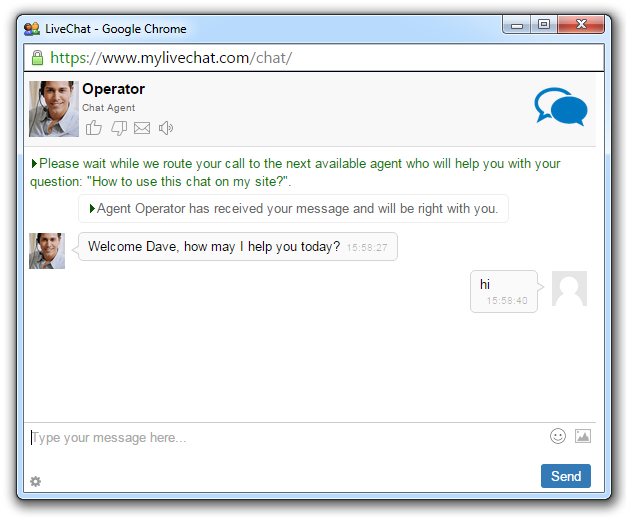 LiveChat - Google Chrome
https://www.mylivechat.com/chat/
Operator
Chat Agent
Please wait while we route your call to the next available agent who will help you with your
question: "How to use this chat on my site?".
Agent Operator has received your message and will be right with you.
Welcome Dave, how may I help you today? 15:58:27
hi
15:58:40
Type your message here...
Send